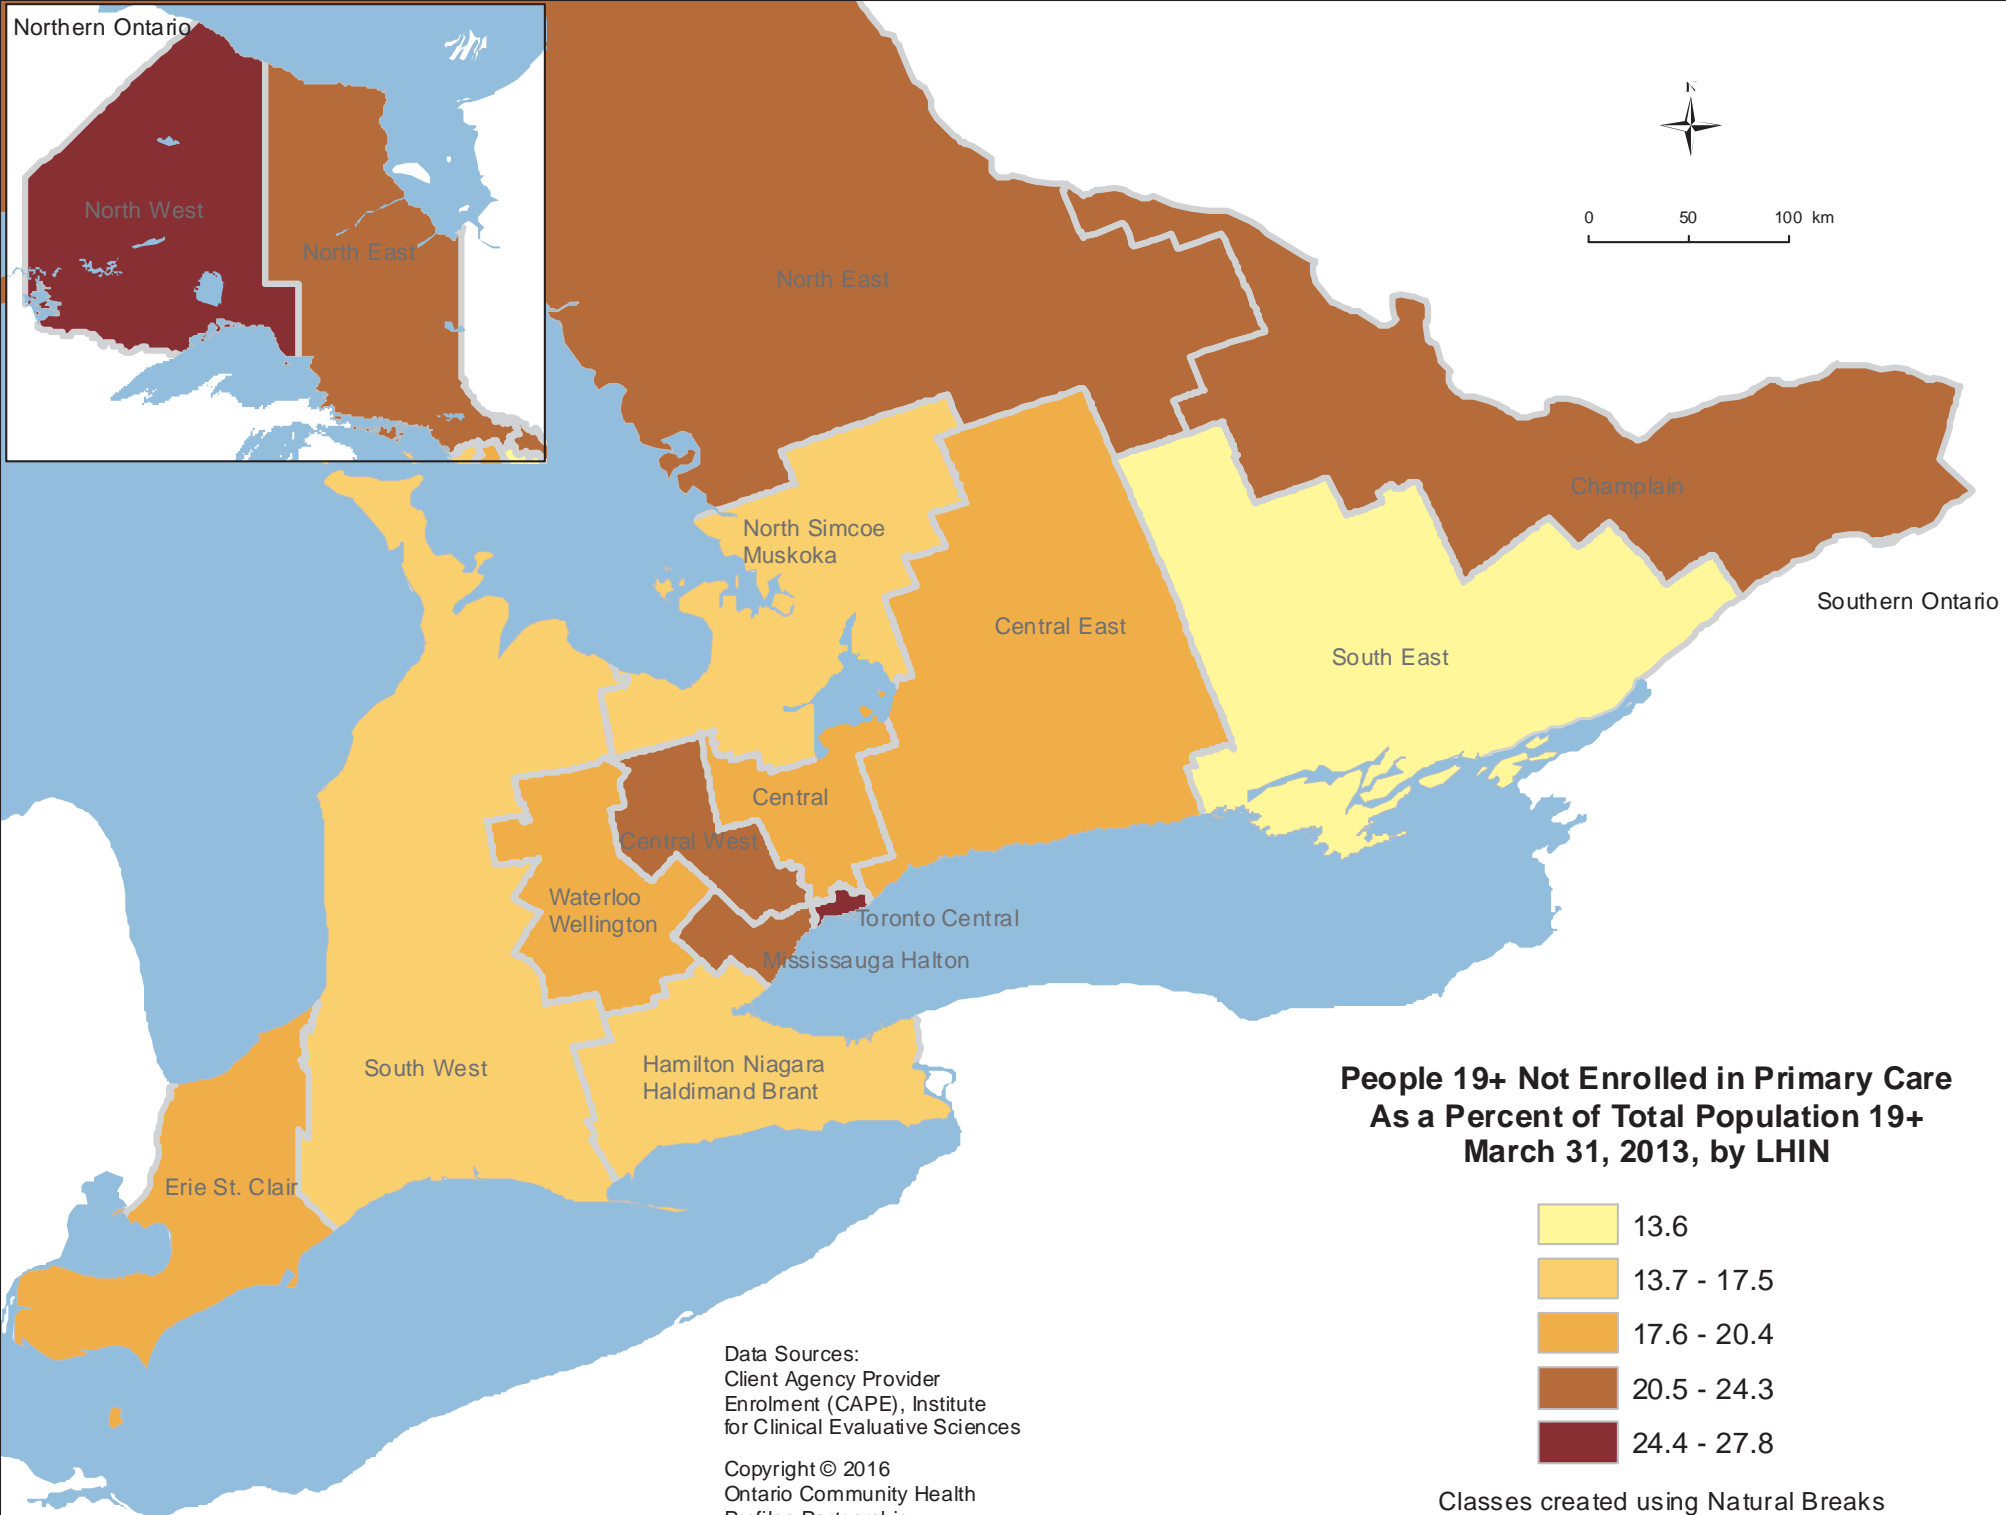 Northern Ontario
North West
North East
N
0 50 100 km
North East
Champlain
North Simcoe
Muskoka
Southern Ontario
Central East
South East
Central
Central West
Waterloo
Wellington
Toronto Central
Mississauga Halton
South West
Hamilton Niagara
Haldimand Brant
Erie St. Clair
People 19+ Not Enrolled in Primary Care
As a Percent of Total Population 19+
March 31, 2013, by LHIN
13.6
13.7 - 17.5
17.6 - 20.4
20.5 - 24.3
24.4 - 27.8
Classes created using Natural Breaks
Data Sources:
Client Agency Provider
Enrolment (CAPE), Institute
for Clinical Evaluative Sciences
Copyright © 2016
Ontario Community Health